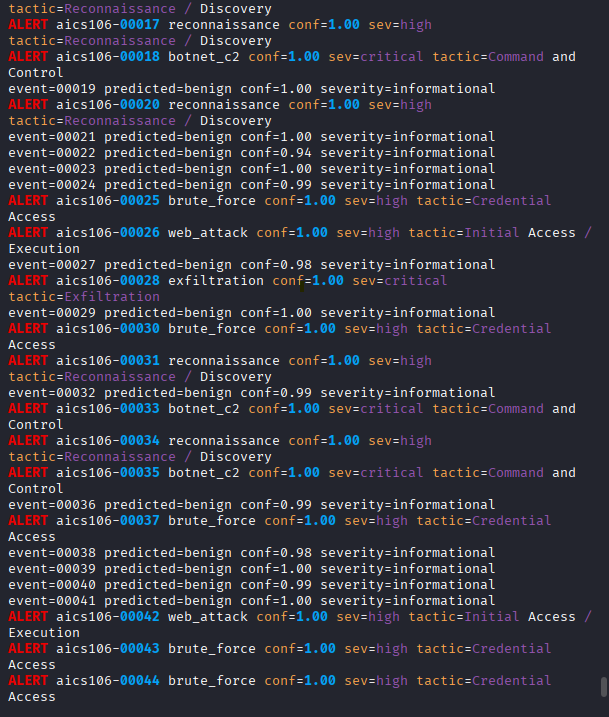 tactic=Reconnaissance / Discovery
ALERT aics106-00017 reconnaissance conf=1.00 sev=high
tactic=Reconnaissance / Discovery
ALERT aics106-00018 botnet_c2 conf=1.00 sev=critical tactic=Command and
Control
event=00019 predicted=benign conf=1.00 severity=informational
ALERT aics106-00020 reconnaissance conf=1.00 sev=high
tactic=Reconnaissance / Discovery
event=00021 predicted=benign conf=1.00 severity=informational
event=00022 predicted=benign conf=0.94 severity=informational
event=00023 predicted=benign conf=1.00 severity=informational
event=00024 predicted=benign conf=0.99 severity=informational
ALERT aics106-00025 brute_force conf=1.00 sev=high tactic=Credential
Access
ALERT aics106-00026 web_attack conf=1.00 sev=high tactic=Initial Access /
Execution
event=00027 predicted=benign conf=0.98 severity=informational
ALERT aics106-00028 exfiltration conf=1.00 sev=critical
tactic=Exfiltration
event=00029 predicted=benign conf=1.00 severity=informational
ALERT aics106-00030 brute_force conf=1.00 sev=high tactic=Credential
Access
ALERT aics106-00031 reconnaissance conf=1.00 sev=high
tactic=Reconnaissance / Discovery
event=00032 predicted=benign conf=0.99 severity=informational
ALERT aics106-00033 botnet_c2 conf=1.00 sev=critical tactic=Command and
Control
ALERT aics106-00034 reconnaissance conf=1.00 sev=high
tactic=Reconnaissance / Discovery
ALERT aics106-00035 botnet_c2 conf=1.00 sev=critical tactic=Command and
Control
event=00036 predicted=benign conf=0.99 severity=informational
ALERT aics106-00037 brute_force conf=1.00 sev=high tactic=Credential
Access
event=00038 predicted=benign conf=0.98 severity=informational
event=00039 predicted=benign conf=1.00 severity=informational
event=00040 predicted=benign conf=0.99 severity=informational
event=00041 predicted=benign conf=1.00 severity=informational
ALERT aics106-00042 web_attack conf=1.00 sev=high tactic=Initial Access /
Execution
ALERT aics106-00043 brute_force conf=1.00 sev=high tactic=Credential
Access
ALERT aics106-00044 brute_force conf=1.00 sev=high tactic=Credential
Access